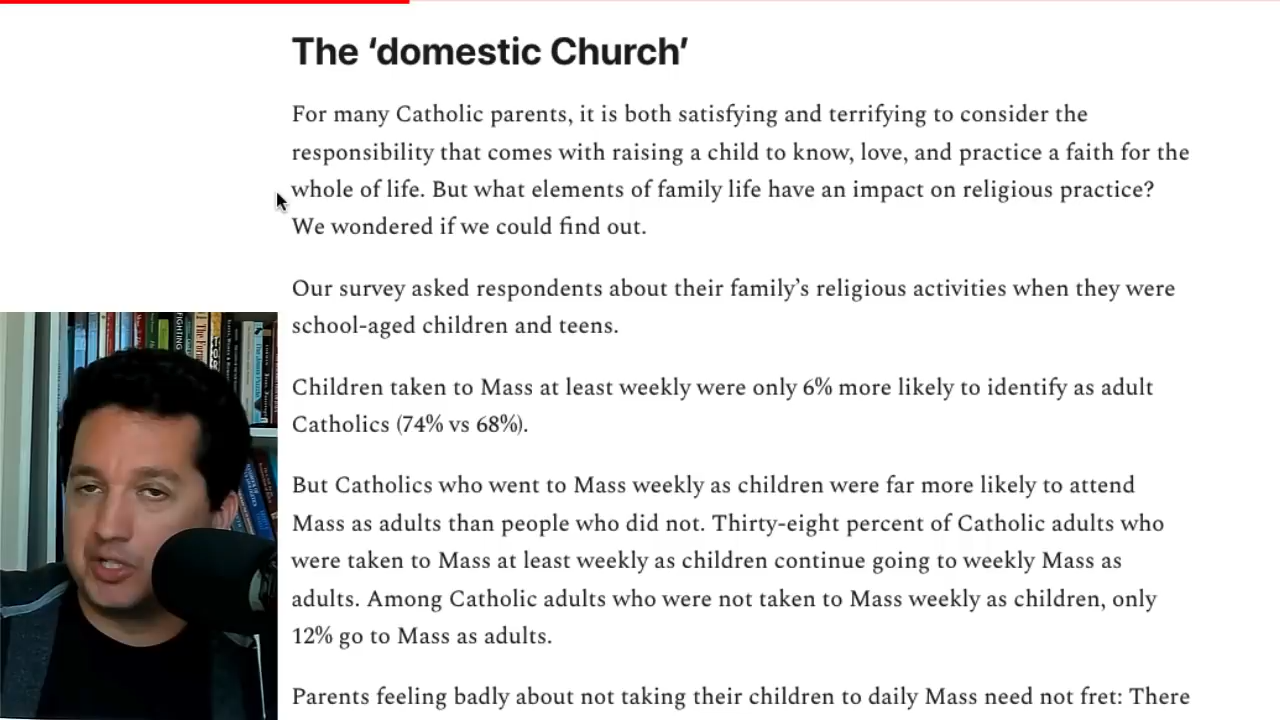 The ‘domestic Church’
For many Catholic parents, it is both satisfying and terrifying to consider the
responsibility that comes with raising a child to know, love, and practice a faith for the
whole of life. But what elements of family life have an impact on religious practice?
We wondered if we could find out.
Our survey asked respondents about their family’s religious activities when they were
school-aged children and teens.
Children taken to Mass at least weekly were only 6% more likely to identify as adult
Catholics (74% vs 68%).
But Catholics who went to Mass weekly as children were far more likely to attend
Mass as adults than people who did not. Thirty-eight percent of Catholic adults who
were taken to Mass at least weekly as children continue going to weekly Mass as
adults. Among Catholic adults who were not taken to Mass weekly as children, only
12% go to Mass as adults.
Parents feeling badly about not taking their children to daily Mass need not fret: There
FIGHTING